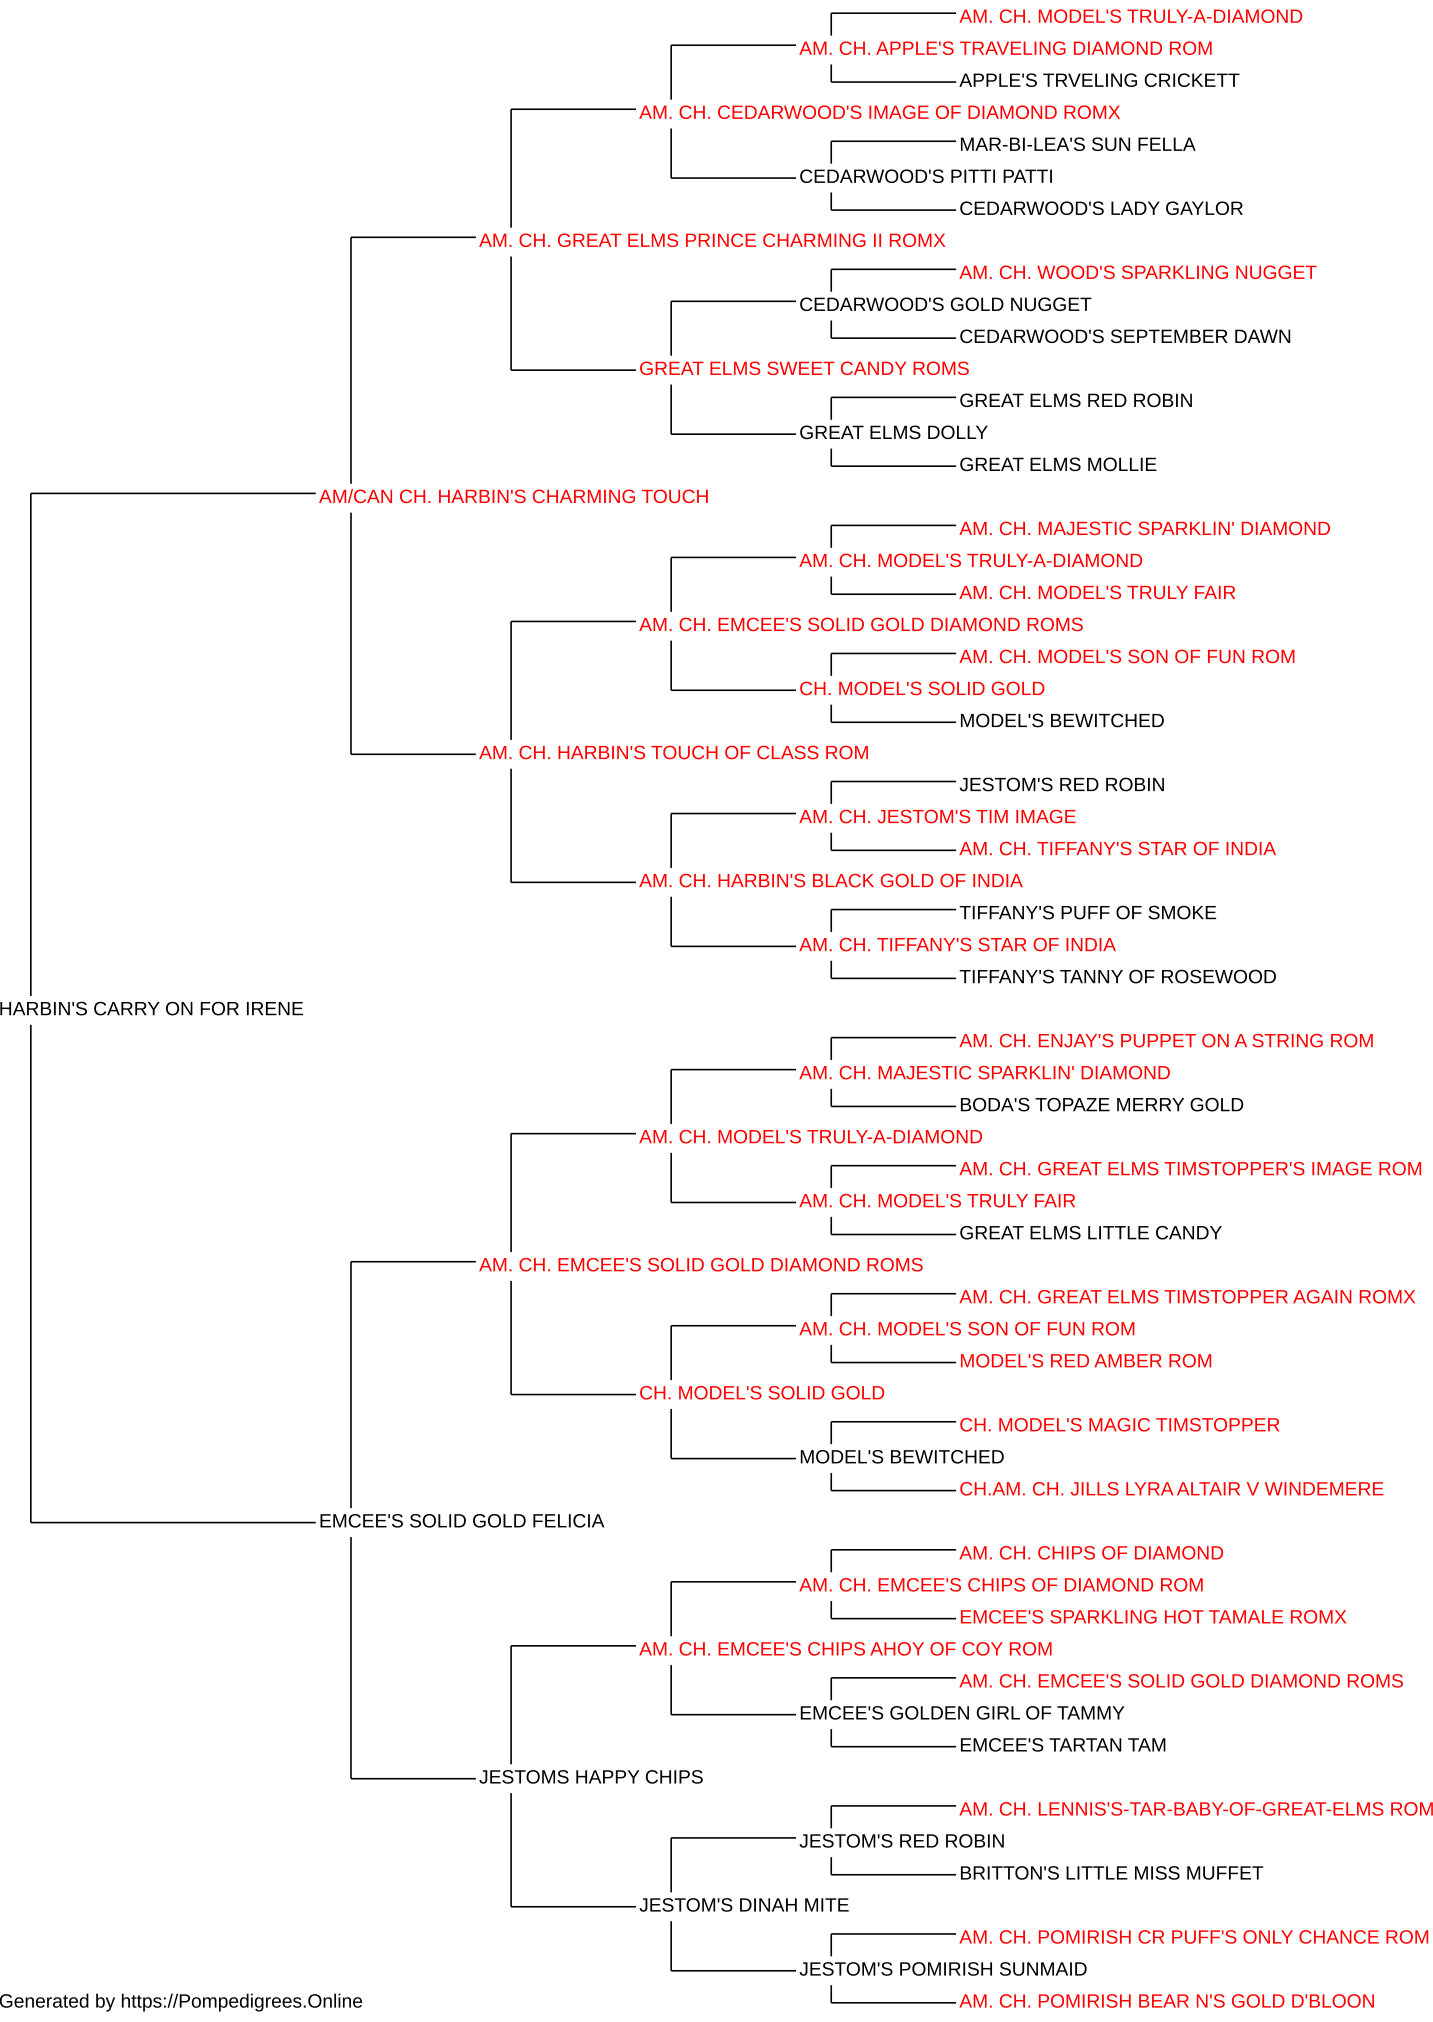 AM. CH. MODEL'S TRULY-A-DIAMOND
AM. CH. APPLE'S TRAVELING DIAMOND ROM
APPLE'S TRVELING CRICKETT
AM. CH. CEDARWOOD'S IMAGE OF DIAMOND ROMX
MAR-BI-LEA'S SUN FELLA
CEDARWOOD'S PITTI PATTI
CEDARWOOD'S LADY GAYLOR
AM. CH. GREAT ELMS PRINCE CHARMING II ROMX
AM. CH. WOOD'S SPARKLING NUGGET
CEDARWOOD'S GOLD NUGGET
CEDARWOOD'S SEPTEMBER DAWN
GREAT ELMS SWEET CANDY ROMS
GREAT ELMS RED ROBIN
GREAT ELMS DOLLY
GREAT ELMS MOLLIE
AM/CAN CH. HARBIN'S CHARMING TOUCH
AM. CH. MAJESTIC SPARKLIN' DIAMOND
AM. CH. MODEL'S TRULY-A-DIAMOND
AM. CH. MODEL'S TRULY FAIR
AM. CH. EMCEE'S SOLID GOLD DIAMOND ROMS
AM. CH. MODEL'S SON OF FUN ROM
CH. MODEL'S SOLID GOLD
MODEL'S BEWITCHED
AM. CH. HARBIN'S TOUCH OF CLASS ROM
JESTOM'S RED ROBIN
AM. CH. JESTOM'S TIM IMAGE
AM. CH. TIFFANY'S STAR OF INDIA
AM. CH. HARBIN'S BLACK GOLD OF INDIA
TIFFANY'S PUFF OF SMOKE
AM. CH. TIFFANY'S STAR OF INDIA
TIFFANY'S TANNY OF ROSEWOOD
HARBIN'S CARRY ON FOR IRENE
AM. CH. ENJAY'S PUPPET ON A STRING ROM
AM. CH. MAJESTIC SPARKLIN' DIAMOND
BODA'S TOPAZE MERRY GOLD
AM. CH. MODEL'S TRULY-A-DIAMOND
AM. CH. GREAT ELMS TIMSTOPPER'S IMAGE ROM
AM. CH. MODEL'S TRULY FAIR
GREAT ELMS LITTLE CANDY
AM. CH. EMCEE'S SOLID GOLD DIAMOND ROMS
AM. CH. GREAT ELMS TIMSTOPPER AGAIN ROMX
AM. CH. MODEL'S SON OF FUN ROM
MODEL'S RED AMBER ROM
CH. MODEL'S SOLID GOLD
CH. MODEL'S MAGIC TIMSTOPPER
MODEL'S BEWITCHED
CH.AM. CH. JILLS LYRA ALTAIR V WINDEMERE
EMCEE'S SOLID GOLD FELICIA
AM. CH. CHIPS OF DIAMOND
AM. CH. EMCEE'S CHIPS OF DIAMOND ROM
EMCEE'S SPARKLING HOT TAMALE ROMX
AM. CH. EMCEE'S CHIPS AHOY OF COY ROM
AM. CH. EMCEE'S SOLID GOLD DIAMOND ROMS
EMCEE'S GOLDEN GIRL OF TAMMY
EMCEE'S TARTAN TAM
JESTOMS HAPPY CHIPS
AM. CH. LENNIS'S-TAR-BABY-OF-GREAT-ELMS ROM
JESTOM'S RED ROBIN
BRITTON'S LITTLE MISS MUFFET
JESTOM'S DINAH MITE
AM. CH. POMIRISH CR PUFF'S ONLY CHANCE ROM
JESTOM'S POMIRISH SUNMAID
AM. CH. POMIRISH BEAR N'S GOLD D'BLOON
Generated by https://Pompedigrees.Online